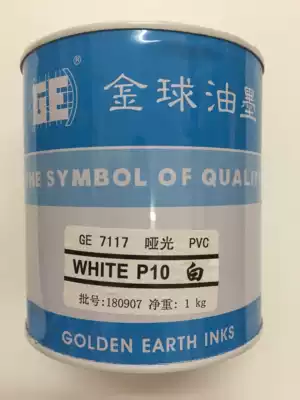 GE®
金球油墨
THE SYMBOL OF QUALITY
GE 7117 哑光 PVC
WHITE P10 白
批号:180907 净重: 1 kg
GOLDEN EARTH INKS